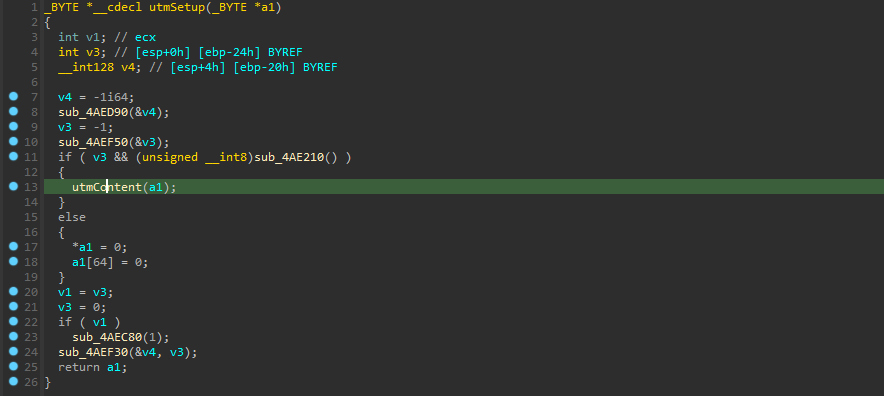 1 _BYTE *__cdecl utmSetup(_BYTE *a1)
2 {
3 int v1; // ecx
4 int v3; // [esp+0h] [ebp-24h] BYREF
5 __int128 v4; // [esp+4h] [ebp-20h] BYREF
6
7 v4 = -1i64;
8 sub_4AED90(&v4);
9 v3 = -1;
10 sub_4AEF50(&v3);
11 if ( v3 && (unsigned __int8)sub_4AE210() )
12 {
13 utmContent(a1);
14 }
15 else
16 {
17 *a1 = 0;
18 a1[64] = 0;
19 }
20 v1 = v3;
21 v3 = 0;
22 if ( v1 )
23 sub_4AEC80(1);
24 sub_4AEF30(&v4, v3);
25 return a1;
26 }